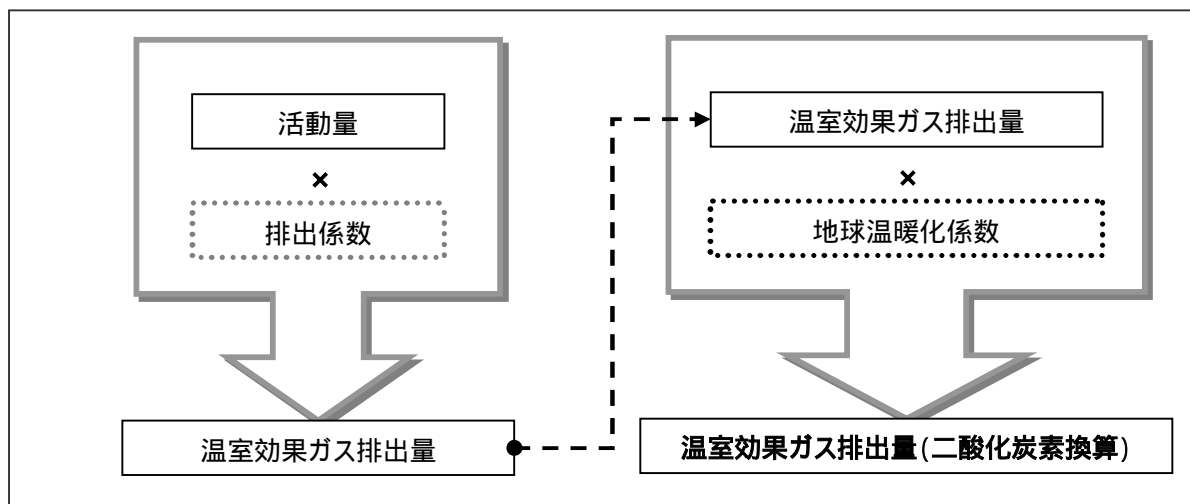 活動量
×
排出係数
温室効果ガス排出量
温室効果ガス排出量
×
地球温暖化係数
温室効果ガス排出量(二酸化炭素換算)